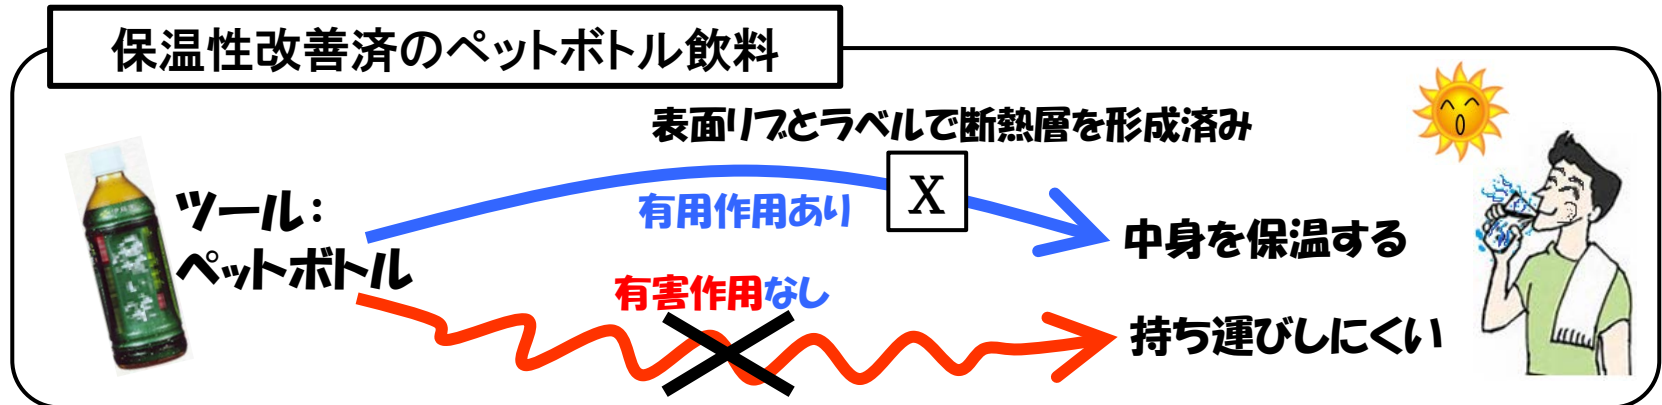 保温性改善済のペットボトル飲料
表面リブとラベルで断熱層を形成済み
X
有用作用あり
ツール:
ペットボトル
中身を保温する
有害作用なし
持ち運びしにくい